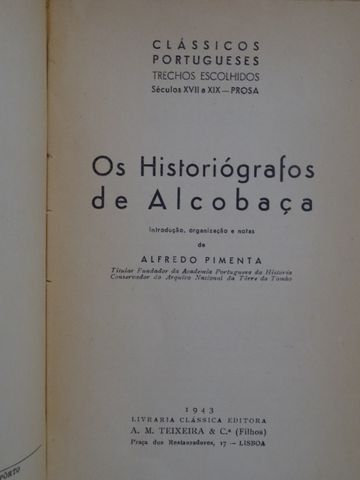 CLÁSSICOS
PORTUGUESES
TRECHOS ESCOLHIDOS
Séculos XVII a XIX — PROSA
Os Historiógrafos
de Alcobaça
Introdução, organização e notas
de
ALFREDO PIMENTA
Titular Fundador da Academia Portuguesa da História
Conservador do Arquivo Nacional da Tôrre do Tombo
1943
LIVRARIA CLÁSSICA EDITORA
A. M. TEIXEIRA & C.ª (Filhos)
Praça dos Restauradores, 17 — LISBOA
PÔRTO